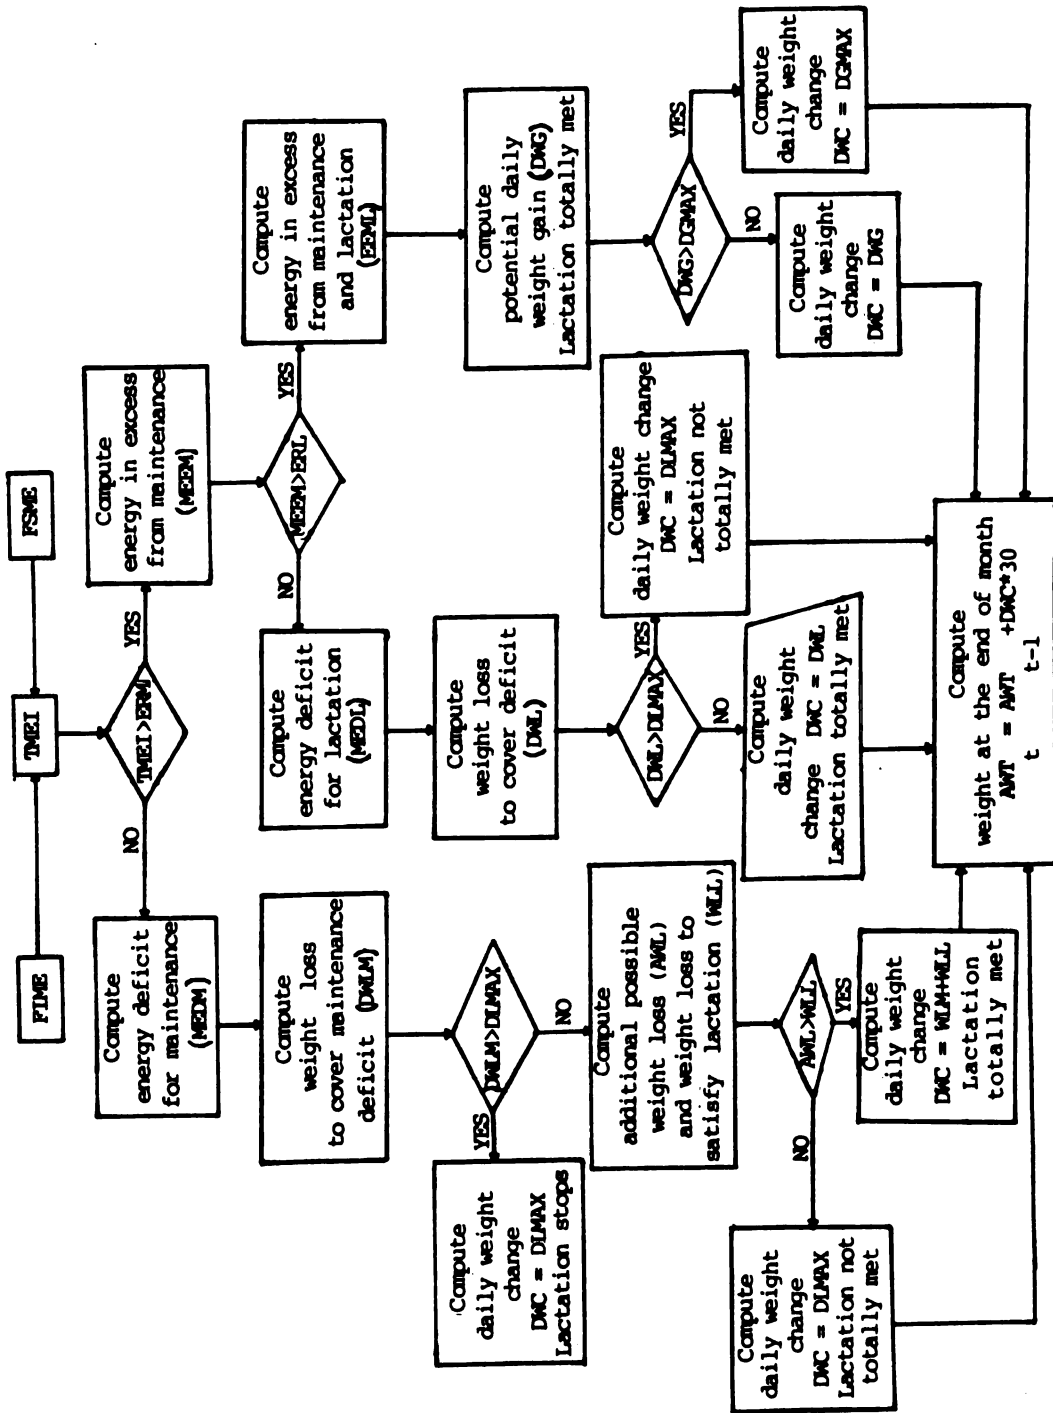 FIME
TMEI
FSME
TMEI>ERM
NO
YES
Compute
energy deficit
for maintenance
(MEDM)
Compute
energy in excess
from maintenance
(MEEM)
Compute
weight loss
to cover maintenance
deficit (DWLM)
MEEM>ERL
NO
YES
Compute
energy deficit
for lactation
(MEDL)
Compute
energy in excess
from maintenance
and lactation
(EEML)
DWLM>DLMAX
YES
NO
Compute
weight loss
to cover deficit
(DWL)
Compute
potential daily
weight gain (DWG)
Lactation totally met
Compute
daily weight
change
DWC = DLMAX
Lactation stops
Compute
additional possible
weight loss (AWL)
and weight loss to
satisfy lactation (WLL)
DWL>DLMAX
YES
NO
Compute
daily weight change
DWC = DLMAX
Lactation not
totally met
DWG>DGMAX
YES
NO
AWL>WLL
NO
YES
Compute
daily weight
change DWC = DWL
Lactation totally met
Compute
daily weight
change
DWC = DWG
Compute
daily weight
change
DWC = DGMAX
Compute
daily weight
change
DWC = DLMAX
Lactation not
totally met
Compute
daily weight
change
DWC = WLM+WLL
Lactation
totally met
Compute
weight at the end of month
AWT = AWT +DWC*30
t t-1